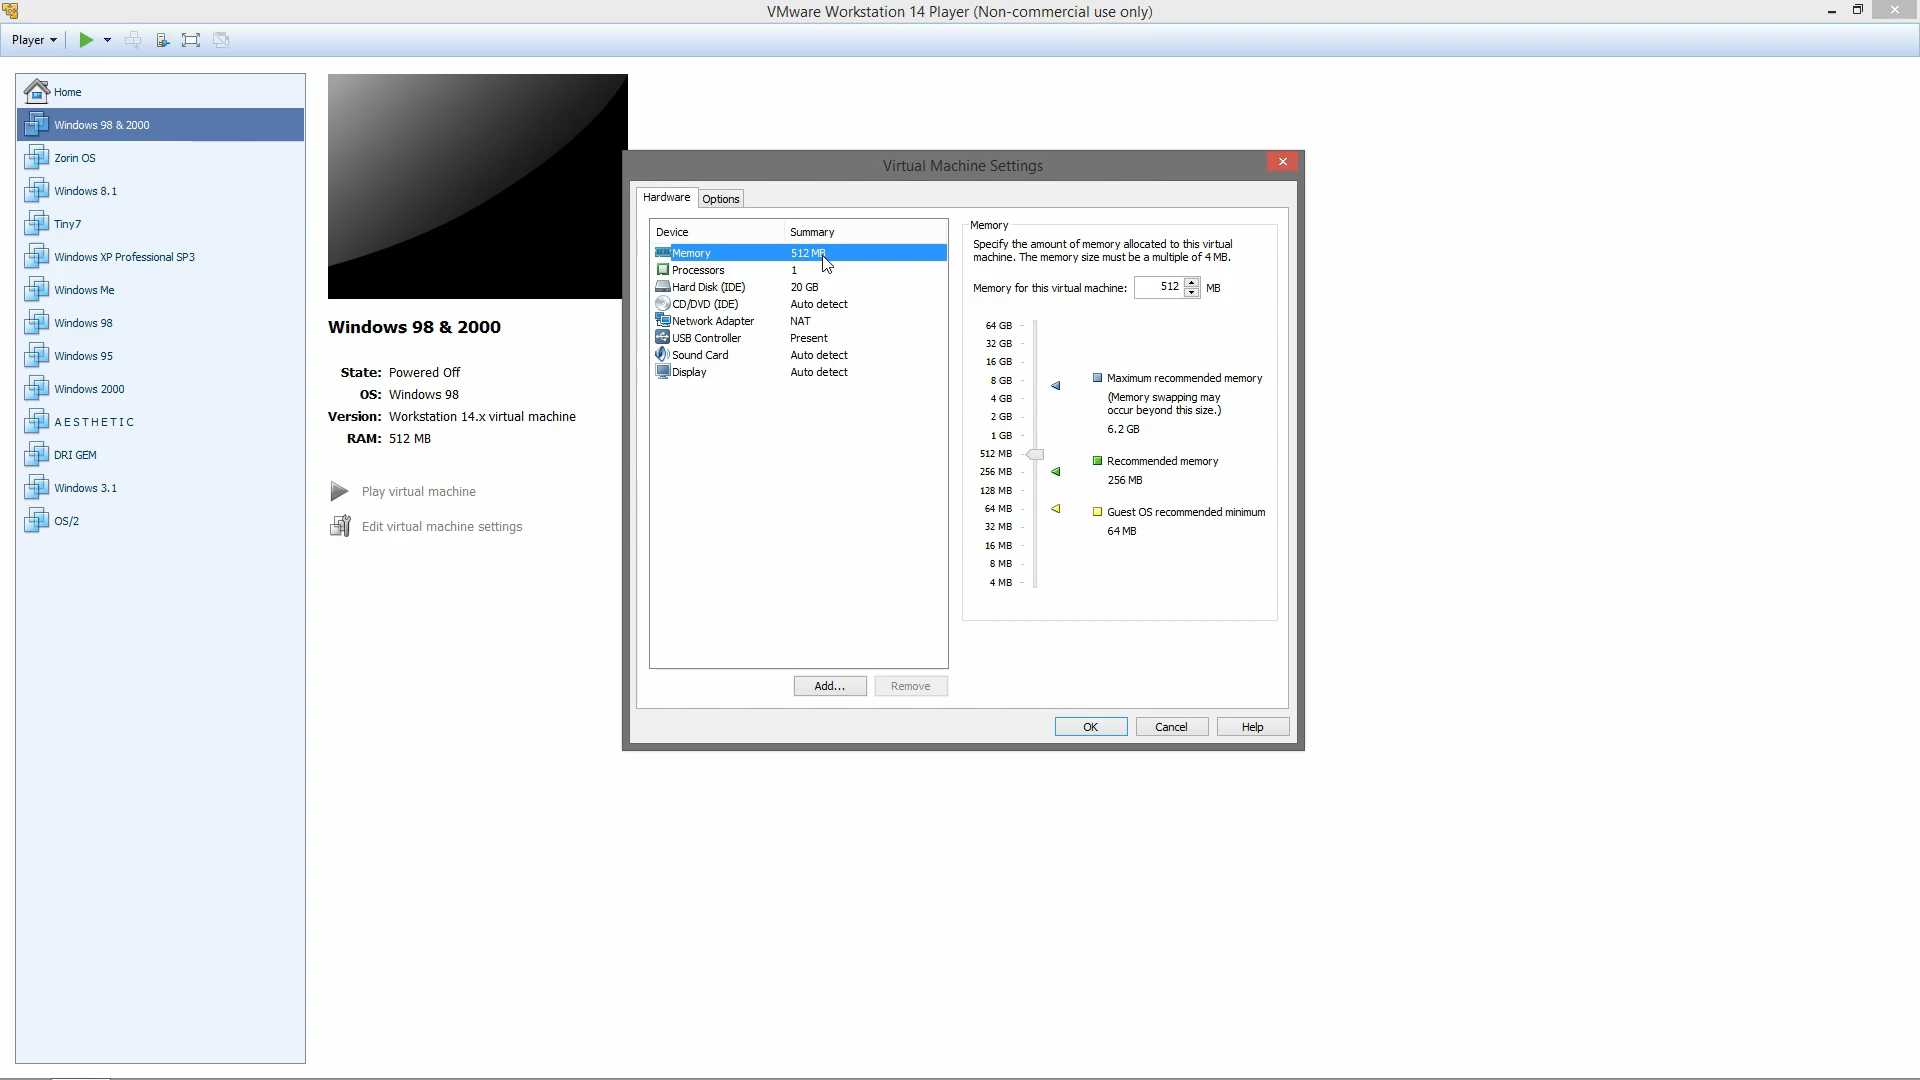 VMware Workstation 14 Player (Non-commercial use only)
Player
Home
Windows 98 & 2000
Zorin OS
Windows 8.1
Tiny7
Windows XP Professional SP3
Windows Me
Windows 98
Windows 95
Windows 2000
A E S T H E T I C
DRI GEM
Windows 3.1
OS/2
Windows 98 & 2000
State: Powered Off
OS: Windows 98
Version: Workstation 14.x virtual machine
RAM: 512 MB
Play virtual machine
Edit virtual machine settings
Virtual Machine Settings
Hardware Options
Device Summary
Memory 512 MB
Processors 1
Hard Disk (IDE) 20 GB
CD/DVD (IDE) Auto detect
Network Adapter NAT
USB Controller Present
Sound Card Auto detect
Display Auto detect
Add... Remove
Memory
Specify the amount of memory allocated to this virtual
machine. The memory size must be a multiple of 4 MB.
Memory for this virtual machine: 512 MB
64 GB
32 GB
16 GB
8 GB
4 GB
2 GB
1 GB
512 MB
256 MB
128 MB
64 MB
32 MB
16 MB
8 MB
4 MB
Maximum recommended memory
(Memory swapping may
occur beyond this size.)
6.2 GB
Recommended memory
256 MB
Guest OS recommended minimum
64 MB
OK Cancel Help